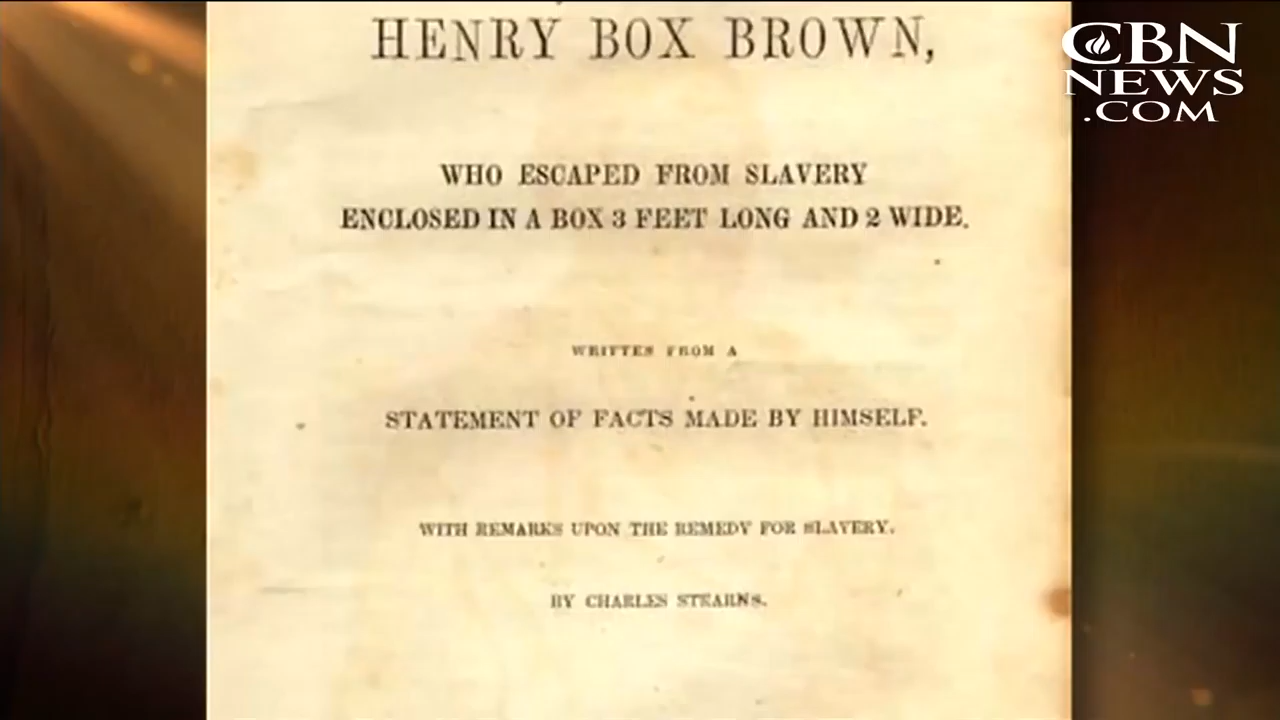 HENRY BOX BROWN,
WHO ESCAPED FROM SLAVERY
ENCLOSED IN A BOX 3 FEET LONG AND 2 WIDE.
WRITTEN FROM A
STATEMENT OF FACTS MADE BY HIMSELF.
WITH REMARKS UPON THE REMEDY FOR SLAVERY.
BY CHARLES STEARNS.
CBN
NEWS
.COM